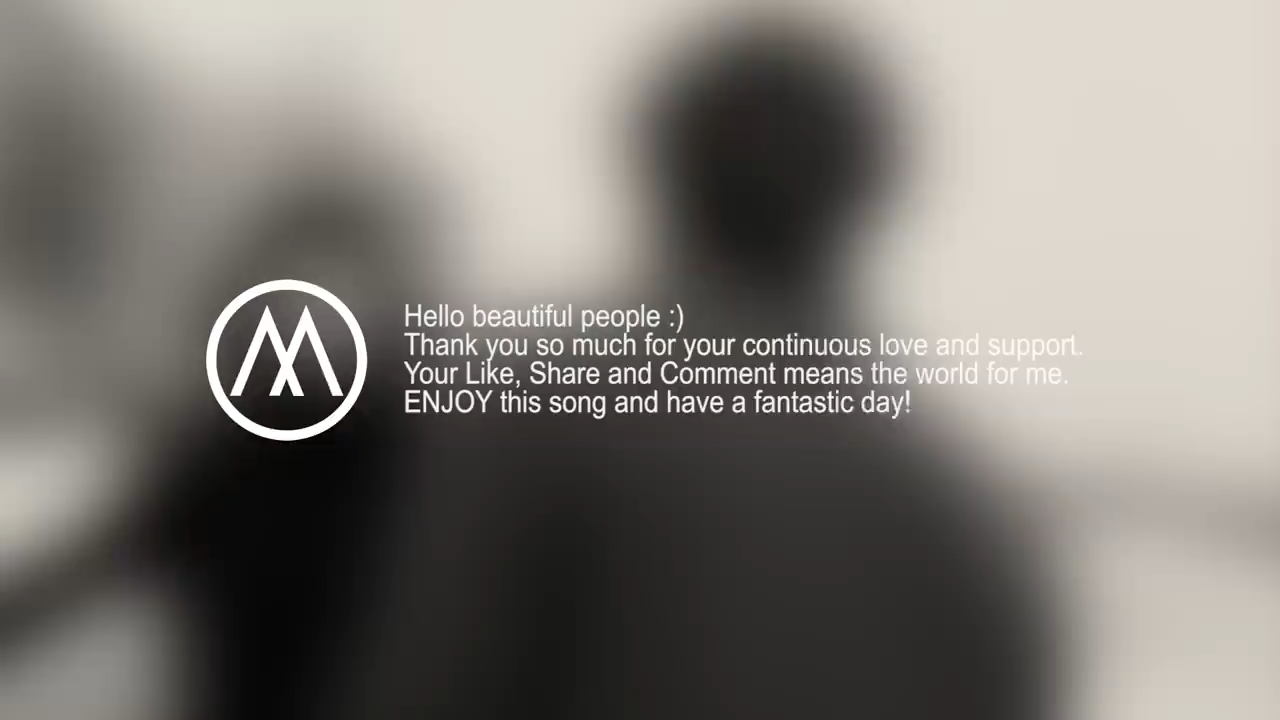 Hello beautiful people :)
Thank you so much for your continuous love and support.
Your Like, Share and Comment means the world for me.
ENJOY this song and have a fantastic day!